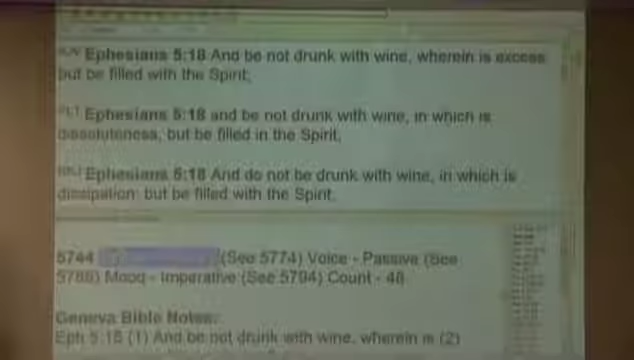 KJV Ephesians 5:18 And be not drunk with wine, wherein is excess
but be filled with the Spirit;
Ephesians 5:18 and be not drunk with wine, in which is
dissoluteness, but be filled in the Spirit,
Ephesians 5:18 And do not be drunk with wine, in which is
dissipation; but be filled with the Spirit,
5744 (See 5774) Voice - Passive (See
5786) Mood - Imperative (See 5794) Count - 48
Geneva Bible Notes:
Eph 5:18 (1) And be not drunk with wine, wherein is (2)